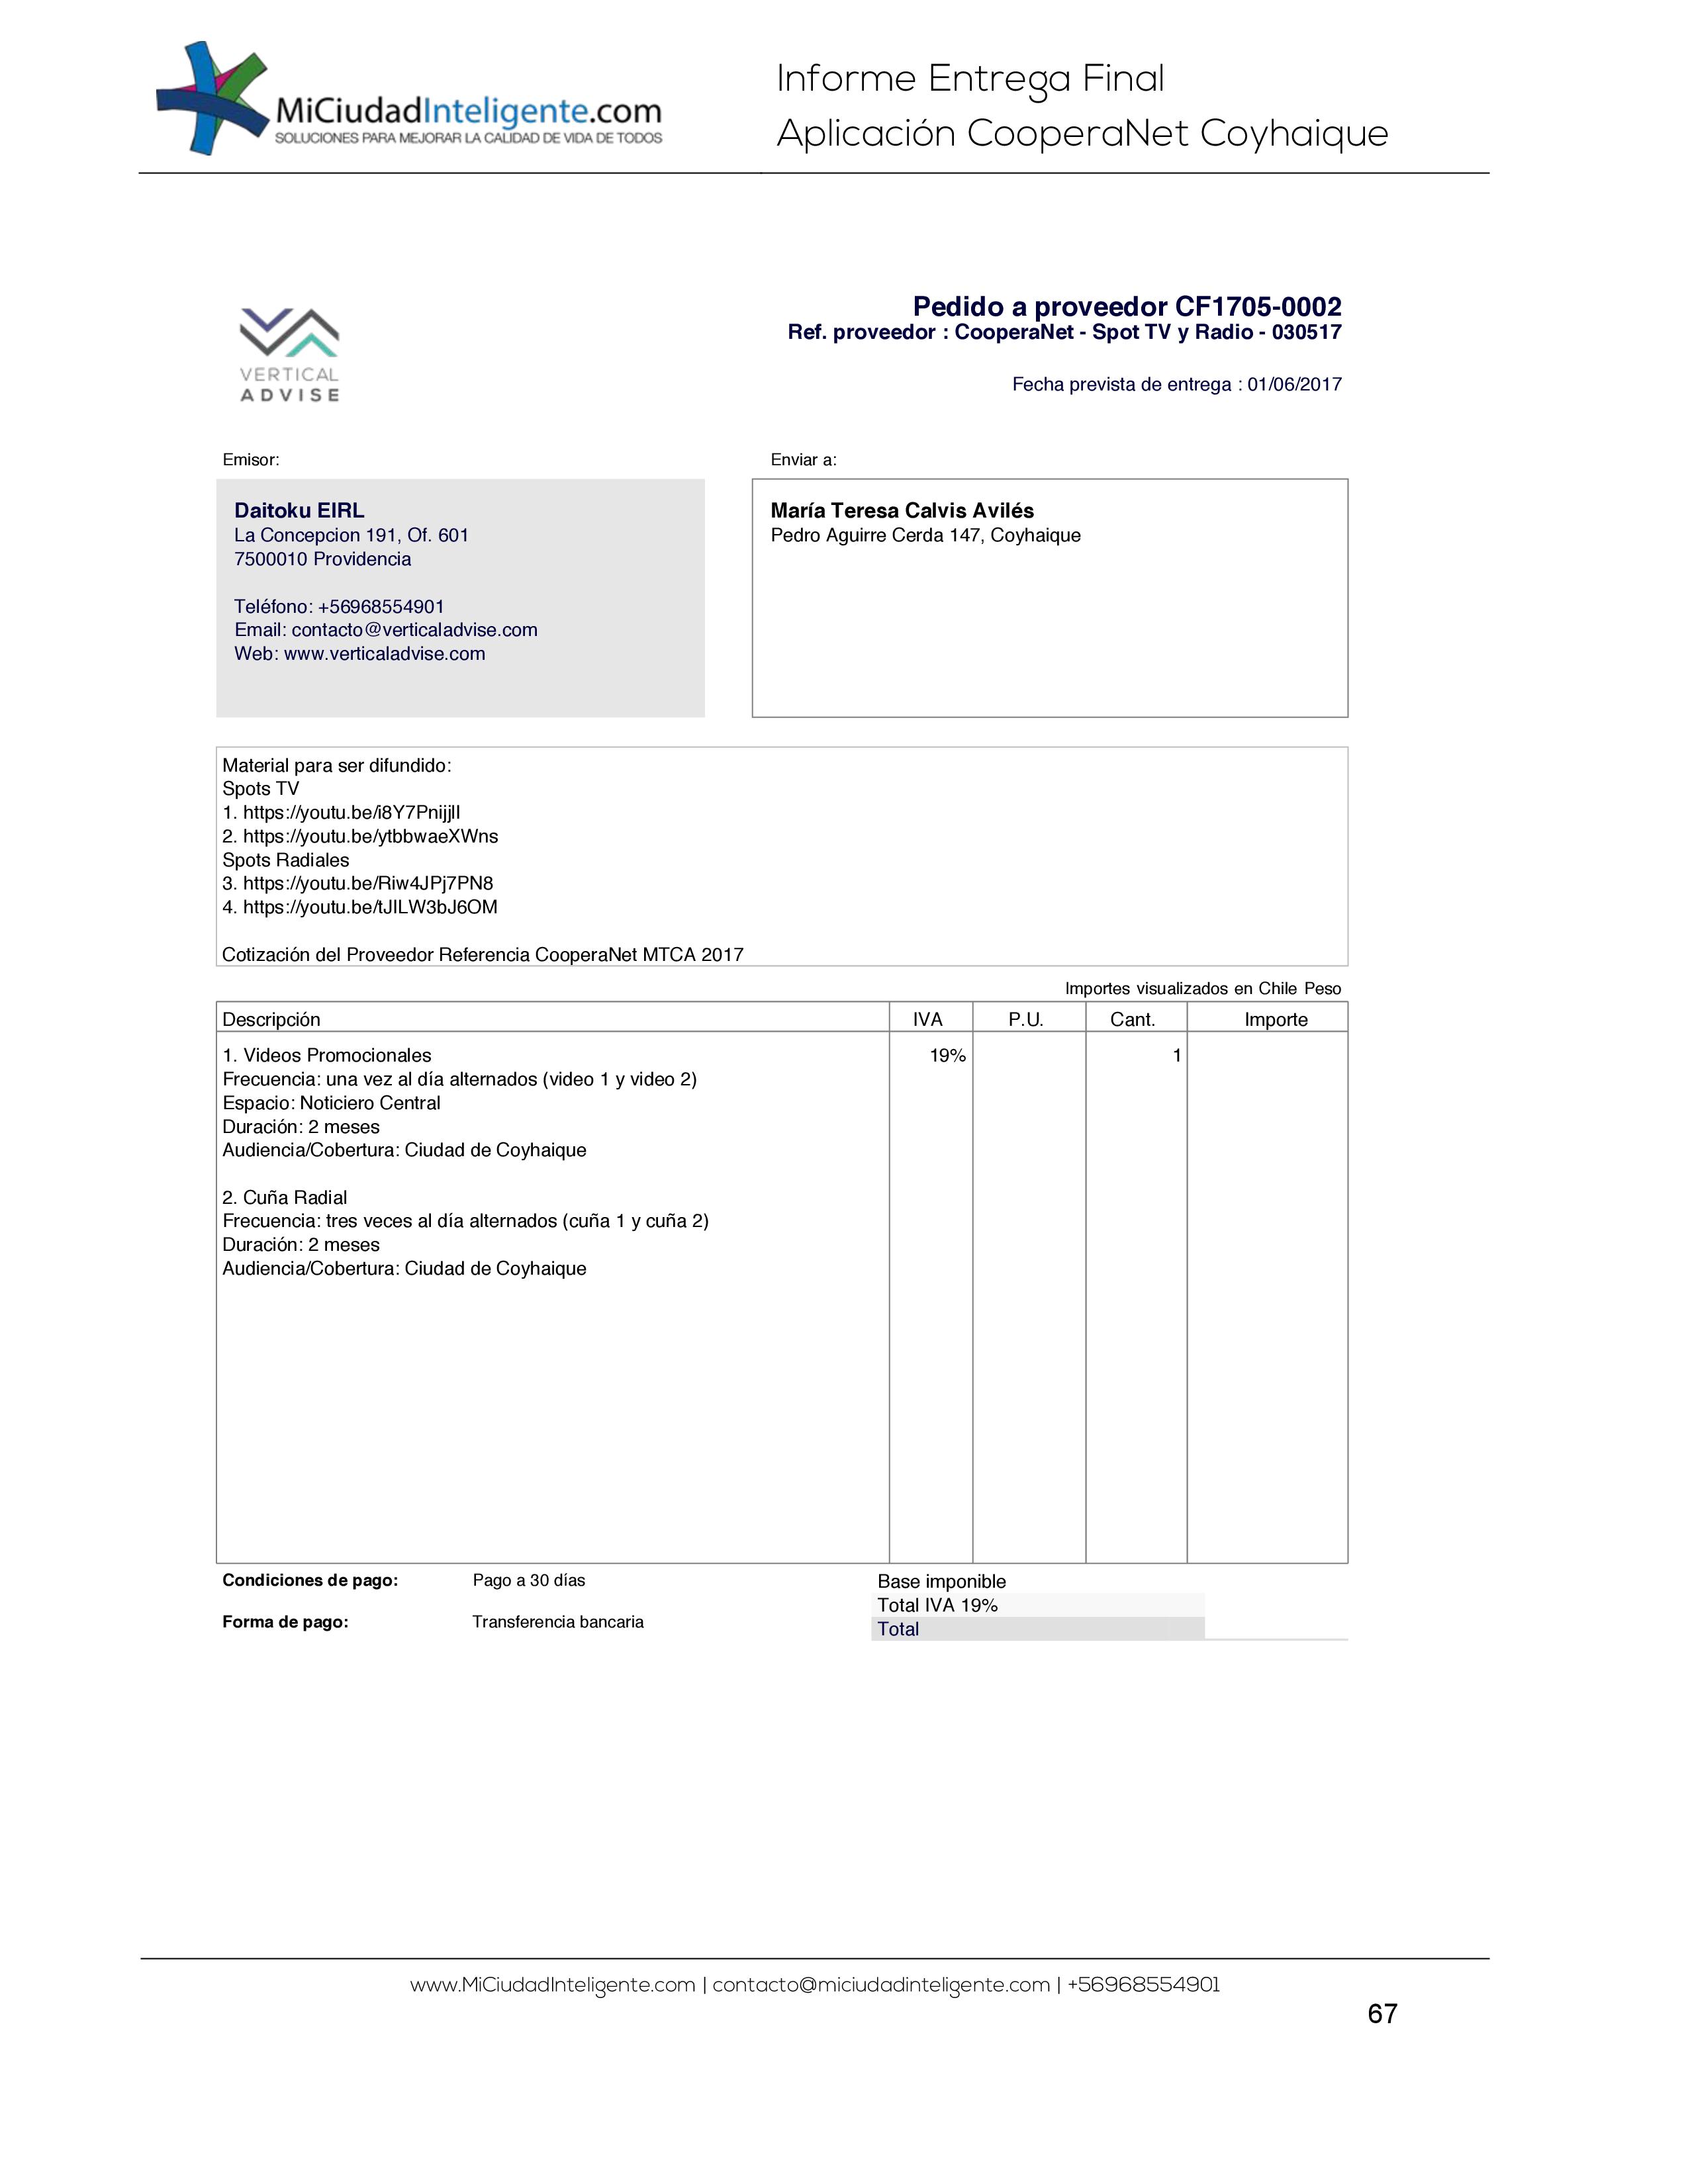 MiCiudadInteligente.com
SOLUCIONES PARA MEJORAR LA CALIDAD DE VIDA DE TODOS
Informe Entrega Final
Aplicación CooperaNet Coyhaique
VERTICAL
ADVISE
Pedido a proveedor CF1705-0002
Ref. proveedor : CooperaNet - Spot TV y Radio - 030517
Fecha prevista de entrega : 01/06/2017
Emisor:
Daitoku EIRL
La Concepcion 191, Of. 601
7500010 Providencia
Teléfono: +56968554901
Email: contacto@verticaladvise.com
Web: www.verticaladvise.com
Enviar a:
María Teresa Calvis Avilés
Pedro Aguirre Cerda 147, Coyhaique
Material para ser difundido:
Spots TV
1. https://youtu.be/i8Y7PnijjlI
2. https://youtu.be/ytbbwaeXWns
Spots Radiales
3. https://youtu.be/Riw4JPj7PN8
4. https://youtu.be/tJILW3bJ6OM
Cotización del Proveedor Referencia CooperaNet MTCA 2017
Importes visualizados en Chile Peso
Descripción IVA P.U. Cant. Importe
1. Videos Promocionales 19% 1
Frecuencia: una vez al día alternados (video 1 y video 2)
Espacio: Noticiero Central
Duración: 2 meses
Audiencia/Cobertura: Ciudad de Coyhaique
2. Cuña Radial
Frecuencia: tres veces al día alternados (cuña 1 y cuña 2)
Duración: 2 meses
Audiencia/Cobertura: Ciudad de Coyhaique
Condiciones de pago: Pago a 30 días
Forma de pago: Transferencia bancaria
Base imponible
Total IVA 19%
Total
www.MiCiudadInteligente.com | contacto@miciudadinteligente.com | +56968554901
67